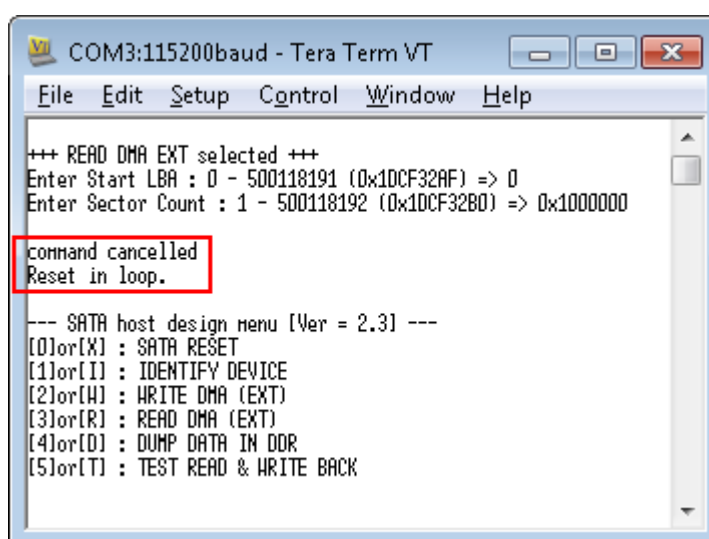 COM3:115200baud - Tera Term VT
File Edit Setup Control Window Help
+++ READ DMA EXT selected +++
Enter Start LBA : 0 - 500118191 (0x1DCF32AF) => 0
Enter Sector Count : 1 - 500118192 (0x1DCF32B0) => 0x1000000
command cancelled
Reset in loop.
--- SATA host design menu [Ver = 2.3] ---
[0]or[X] : SATA RESET
[1]or[I] : IDENTIFY DEVICE
[2]or[W] : WRITE DMA (EXT)
[3]or[R] : READ DMA (EXT)
[4]or[D] : DUMP DATA IN DDR
[5]or[T] : TEST READ & WRITE BACK